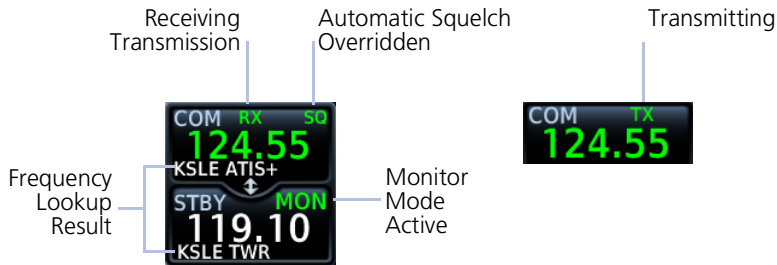 Receiving
Transmission
Automatic Squelch
Overridden
Transmitting
COM RX SQ
124.55
KSLE ATIS+
STBY MON
119.10
KSLE TWR
COM TX
124.55
Frequency
Lookup
Result
Monitor
Mode
Active